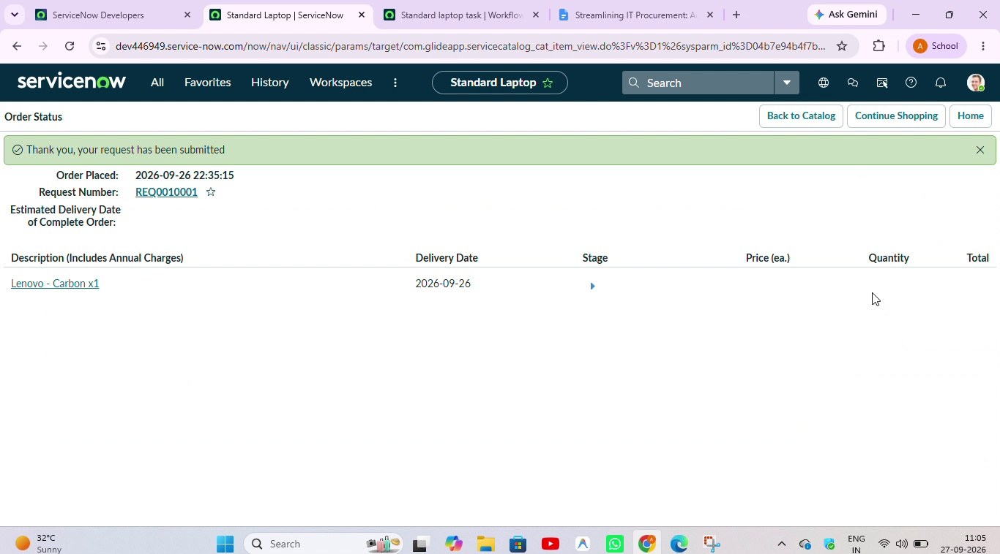 ServiceNow Developers
Standard Laptop | ServiceNow
Standard laptop task | Workflow
Streamlining IT Procurement: A
Ask Gemini
dev446949.service-now.com/now/nav/ui/classic/params/target/com.glideapp.servicecatalog_cat_item_view.do%3Fv%3D1%26sysparm_id%3D04b7e94b4f7b...
A School
servicenow All Favorites History Workspaces Standard Laptop Search
Order Status Back to Catalog Continue Shopping Home
Thank you, your request has been submitted
Order Placed: 2026-09-26 22:35:15
Request Number: REQ0010001
Estimated Delivery Date
of Complete Order:
Description (Includes Annual Charges) Delivery Date Stage Price (ea.) Quantity Total
Lenovo - Carbon x1 2026-09-26
32°C
Sunny
Search
ENG
IN
11:05
27-09-2026